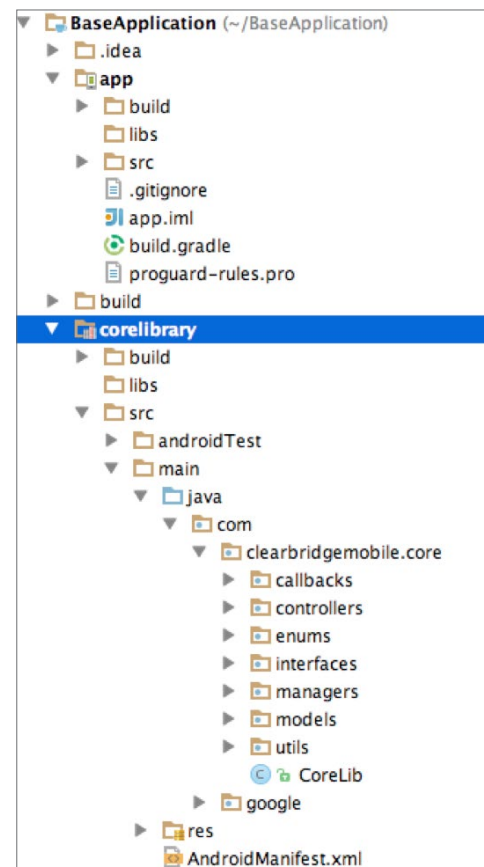 BaseApplication (~/BaseApplication)
.idea
app
build
libs
src
.gitignore
app.iml
build.gradle
proguard-rules.pro
build
corelibrary
build
libs
src
androidTest
main
java
com
clearbridgemobile.core
callbacks
controllers
enums
interfaces
managers
models
utils
C CoreLib
google
res
AndroidManifest.xml